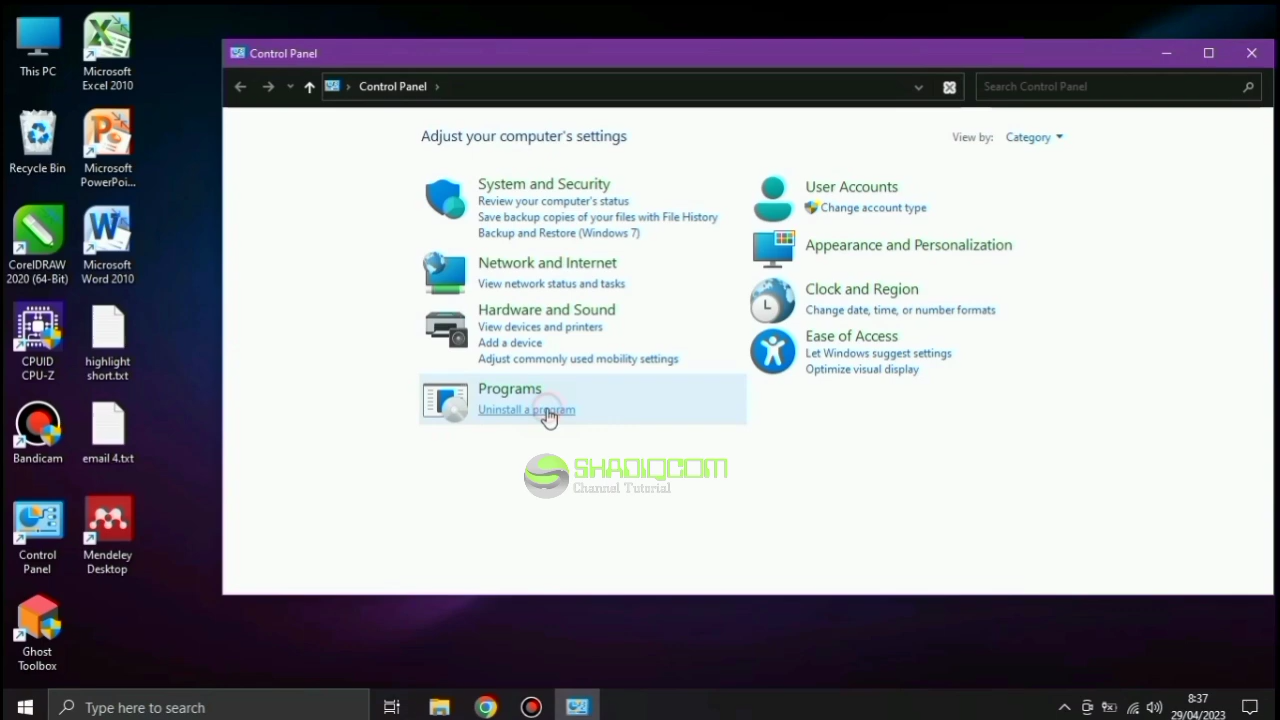 This PC
Microsoft
Excel 2010
Recycle Bin
Microsoft
PowerPoi...
CorelDRAW
2020 (64-Bit)
Microsoft
Word 2010
CPUID
CPU-Z
highlight
short.txt
Bandicam
email 4.txt
Control
Panel
Mendeley
Desktop
Ghost
Toolbox
Control Panel
Control Panel
Search Control Panel
Adjust your computer's settings
View by: Category
System and Security
Review your computer's status
Save backup copies of your files with File History
Backup and Restore (Windows 7)
Network and Internet
View network status and tasks
Hardware and Sound
View devices and printers
Add a device
Adjust commonly used mobility settings
Programs
Uninstall a program
User Accounts
Change account type
Appearance and Personalization
Clock and Region
Change date, time, or number formats
Ease of Access
Let Windows suggest settings
Optimize visual display
SHADIQCOM
Channel Tutorial
Type here to search
8:37
29/04/2023